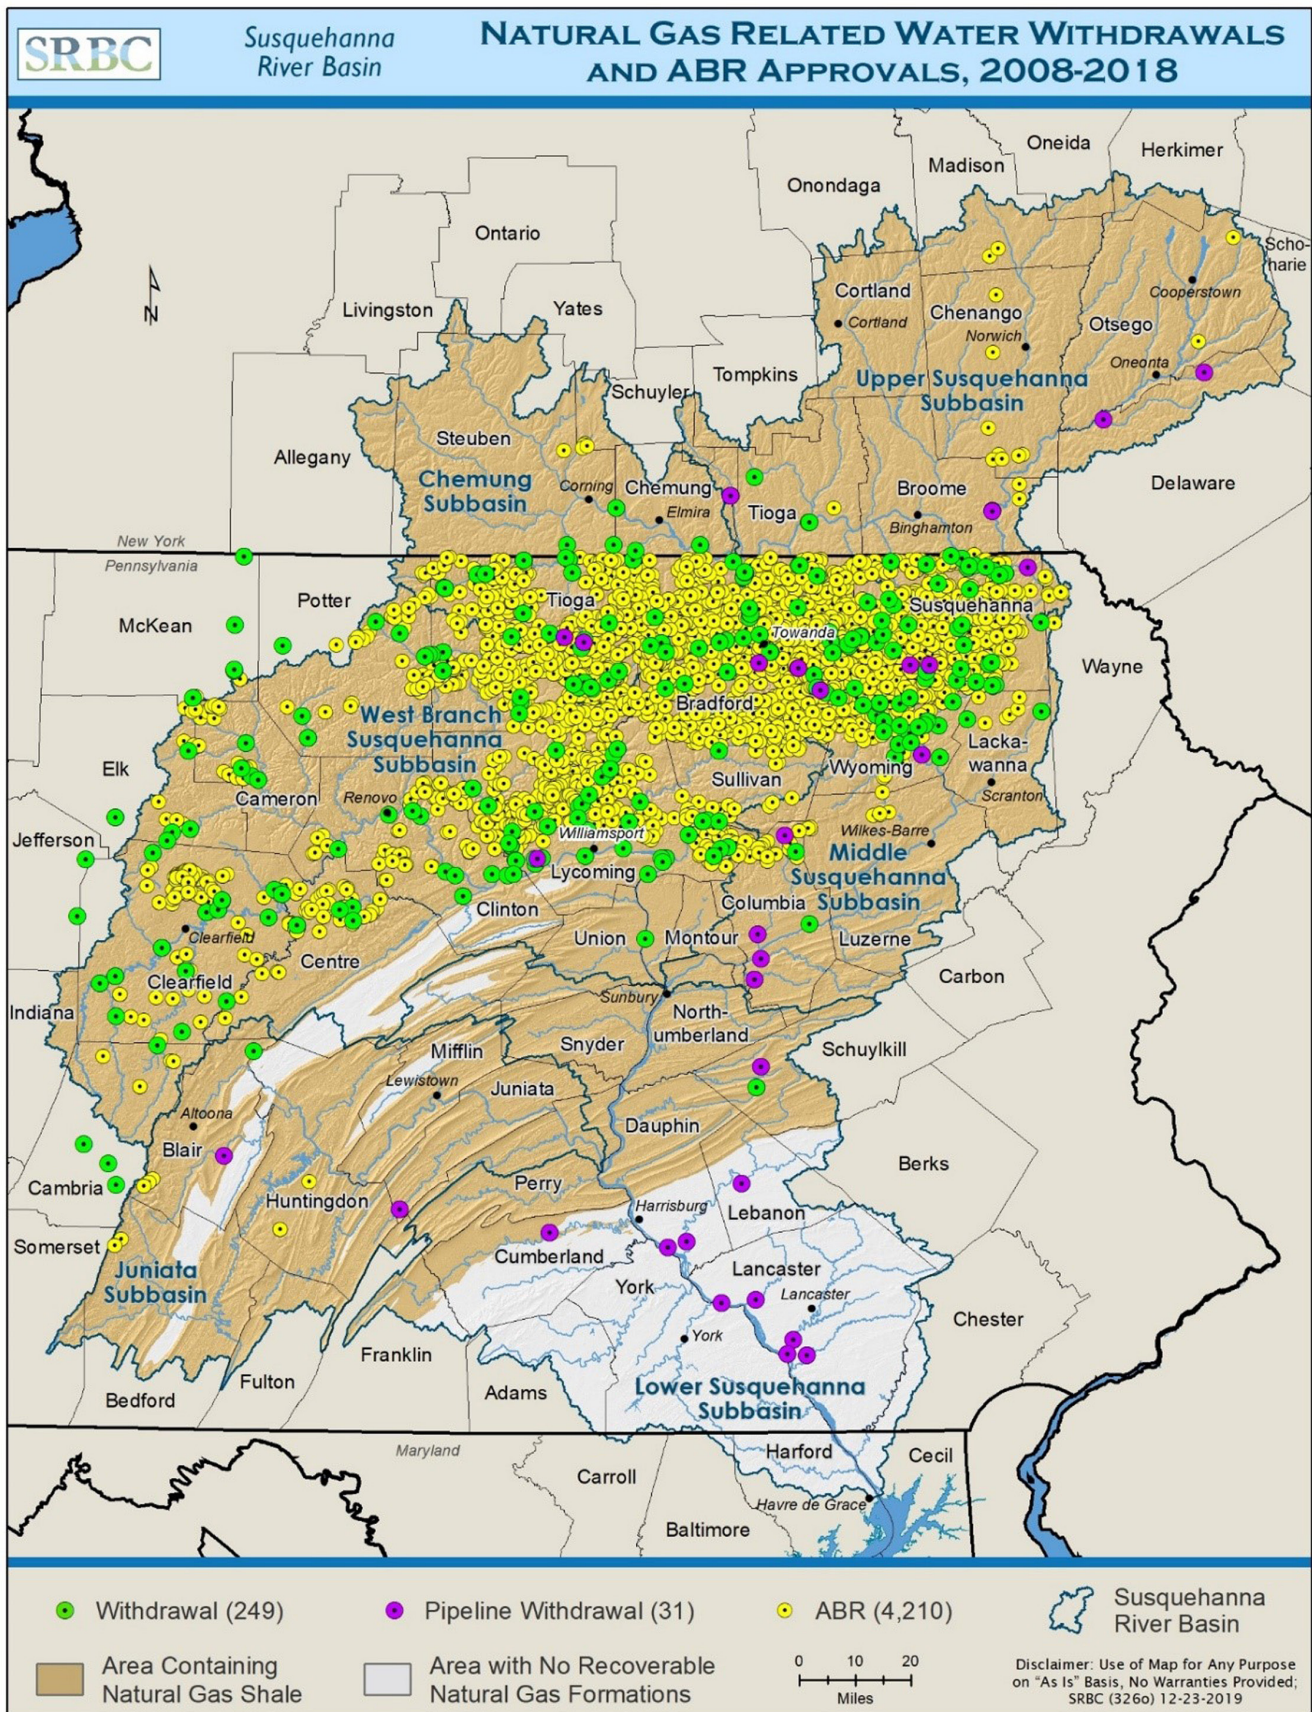 SRBC
Susquehanna
River Basin
NATURAL GAS RELATED WATER WITHDRAWALS
AND ABR APPROVALS, 2008-2018
Oneida
Herkimer
Madison
Onondaga
Ontario
Scho-
harie
Livingston
Yates
Cortland
Cortland
Chenango
Norwich
Otsego
Cooperstown
Oneonta
Schuyler
Tompkins
Upper Susquehanna
Subbasin
N
Allegany
Steuben
Chemung
Subbasin
Corning
Chemung
Elmira
Tioga
Broome
Binghamton
Delaware
New York
Pennsylvania
McKean
Potter
Tioga
Susquehanna
Towanda
Wayne
Bradford
West Branch
Susquehanna
Subbasin
Elk
Cameron
Renovo
Sullivan
Wyoming
Lacka-
wanna
Scranton
Jefferson
Williamsport
Wilkes-Barre
Middle
Susquehanna
Subbasin
Lycoming
Clinton
Columbia
Clearfield
Union
Montour
Luzerne
Centre
Carbon
Clearfield
Indiana
Sunbury
North-
umberland
Snyder
Schuylkill
Mifflin
Lewistown
Juniata
Altoona
Blair
Dauphin
Berks
Cambria
Huntingdon
Perry
Harrisburg
Lebanon
Somerset
Cumberland
Juniata
Subbasin
York
Lancaster
Lancaster
Chester
York
Franklin
Fulton
Bedford
Adams
Lower Susquehanna
Subbasin
Maryland
Harford
Cecil
Carroll
Havre de Grace
Baltimore
Withdrawal (249)
Pipeline Withdrawal (31)
ABR (4,210)
Susquehanna
River Basin
Area Containing
Natural Gas Shale
Area with No Recoverable
Natural Gas Formations
0 10 20
Miles
Disclaimer: Use of Map for Any Purpose
on "As Is" Basis, No Warranties Provided;
SRBC (326o) 12-23-2019